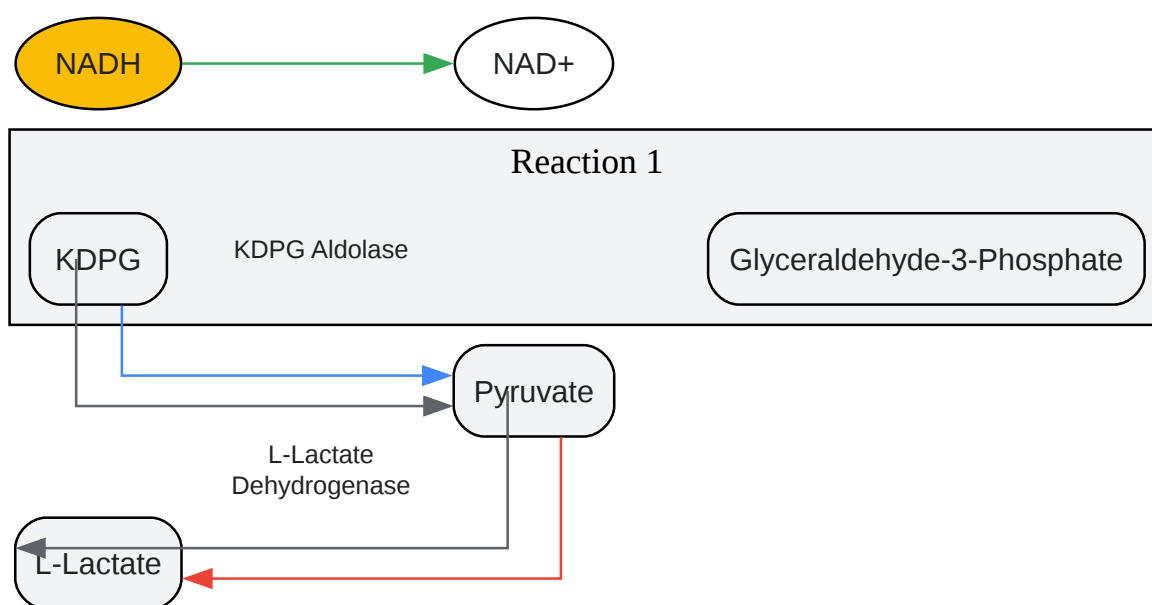 NADH
NAD+
Reaction 1
KDPG
KDPG Aldolase
Glyceraldehyde-3-Phosphate
Pyruvate
L-Lactate
Dehydrogenase
L-Lactate